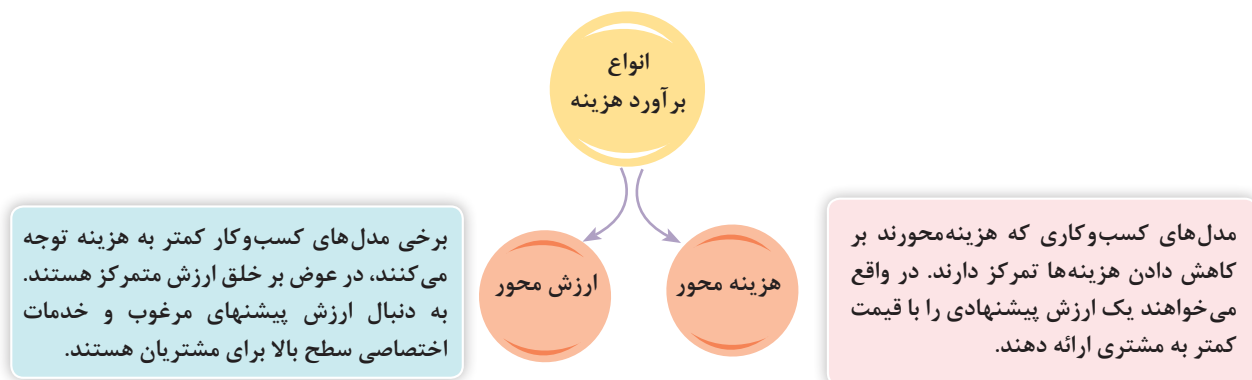 انواع
برآورد هزینه
هزینه محور
ارزش محور
مدل‌های کسب‌وکاری که هزینه‌محورند بر
کاهش دادن هزینه‌ها تمرکز دارند. در واقع
می‌خواهند یک ارزش پیشنهادی را با قیمت
کمتر به مشتری ارائه دهند.
برخی مدل‌های کسب‌وکار کمتر به هزینه توجه
می‌کنند، در عوض بر خلق ارزش متمرکز هستند.
به دنبال ارزش پیشنهای مرغوب و خدمات
اختصاصی سطح بالا برای مشتریان هستند.